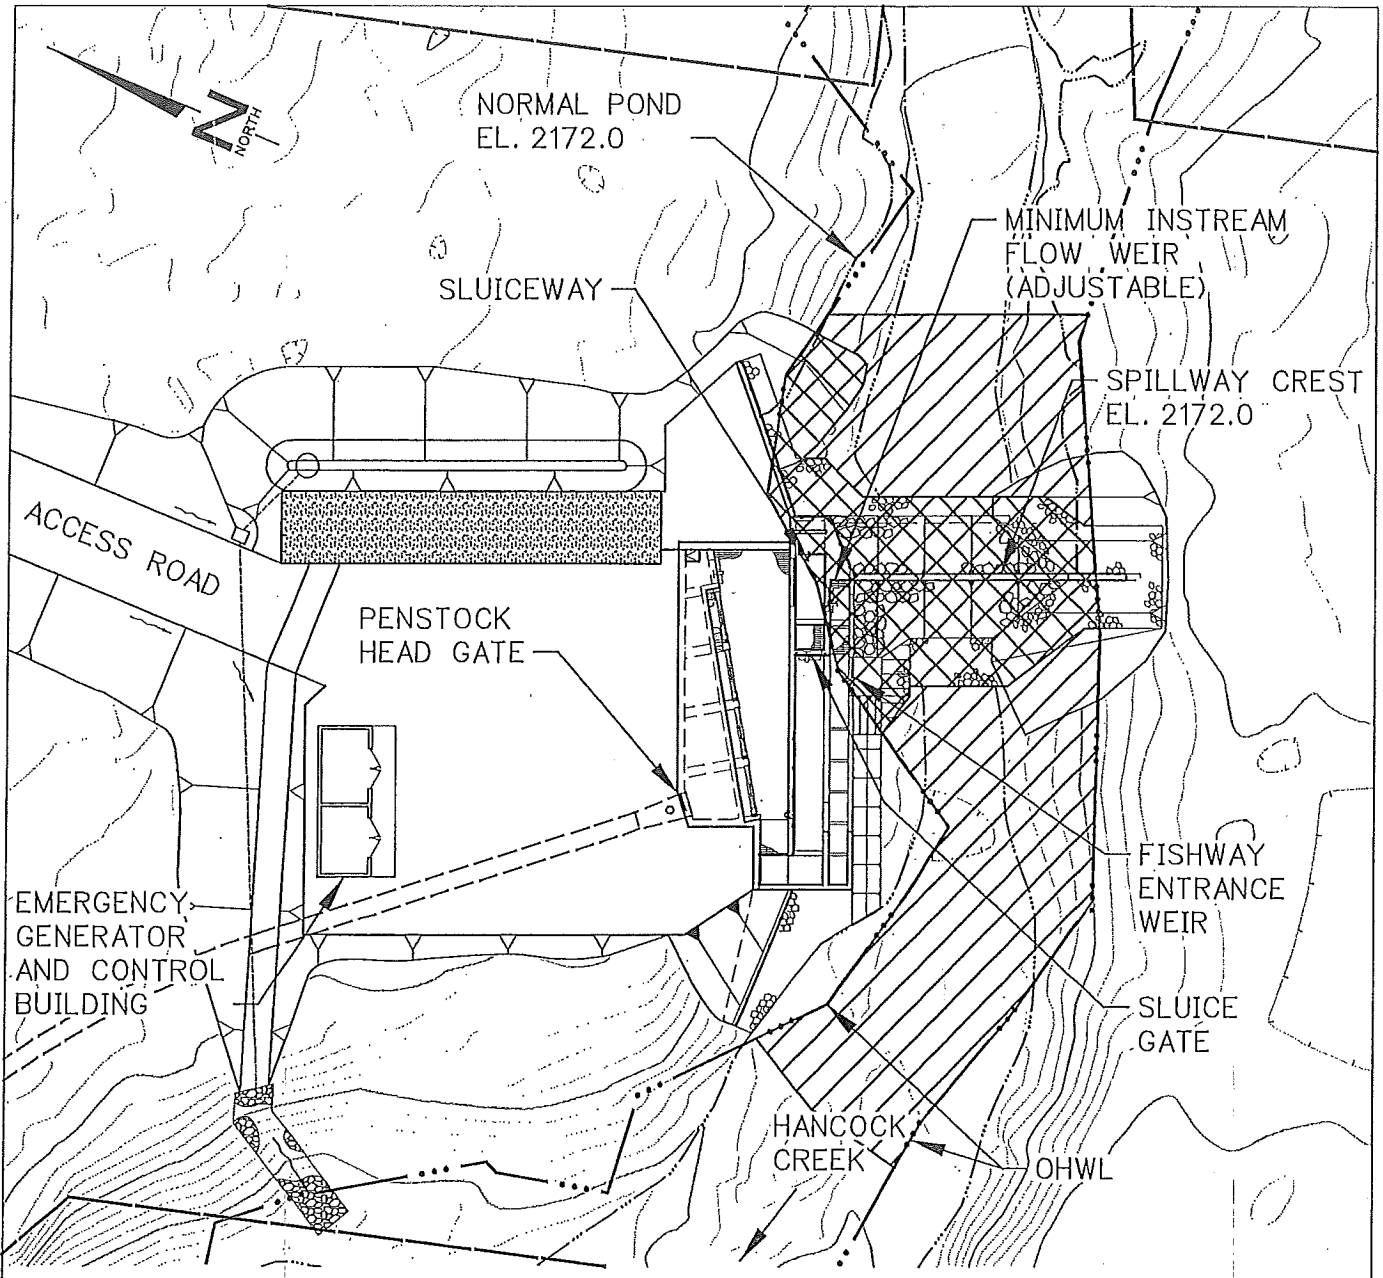 N
NORTH
NORMAL POND
EL. 2172.0
MINIMUM INSTREAM
FLOW WEIR
(ADJUSTABLE)
SLUICEWAY
SPILLWAY CREST
EL. 2172.0
ACCESS ROAD
PENSTOCK
HEAD GATE
FISHWAY
ENTRANCE
WEIR
EMERGENCY
GENERATOR
AND CONTROL
BUILDING
SLUICE
GATE
HANCOCK
CREEK
OHWL